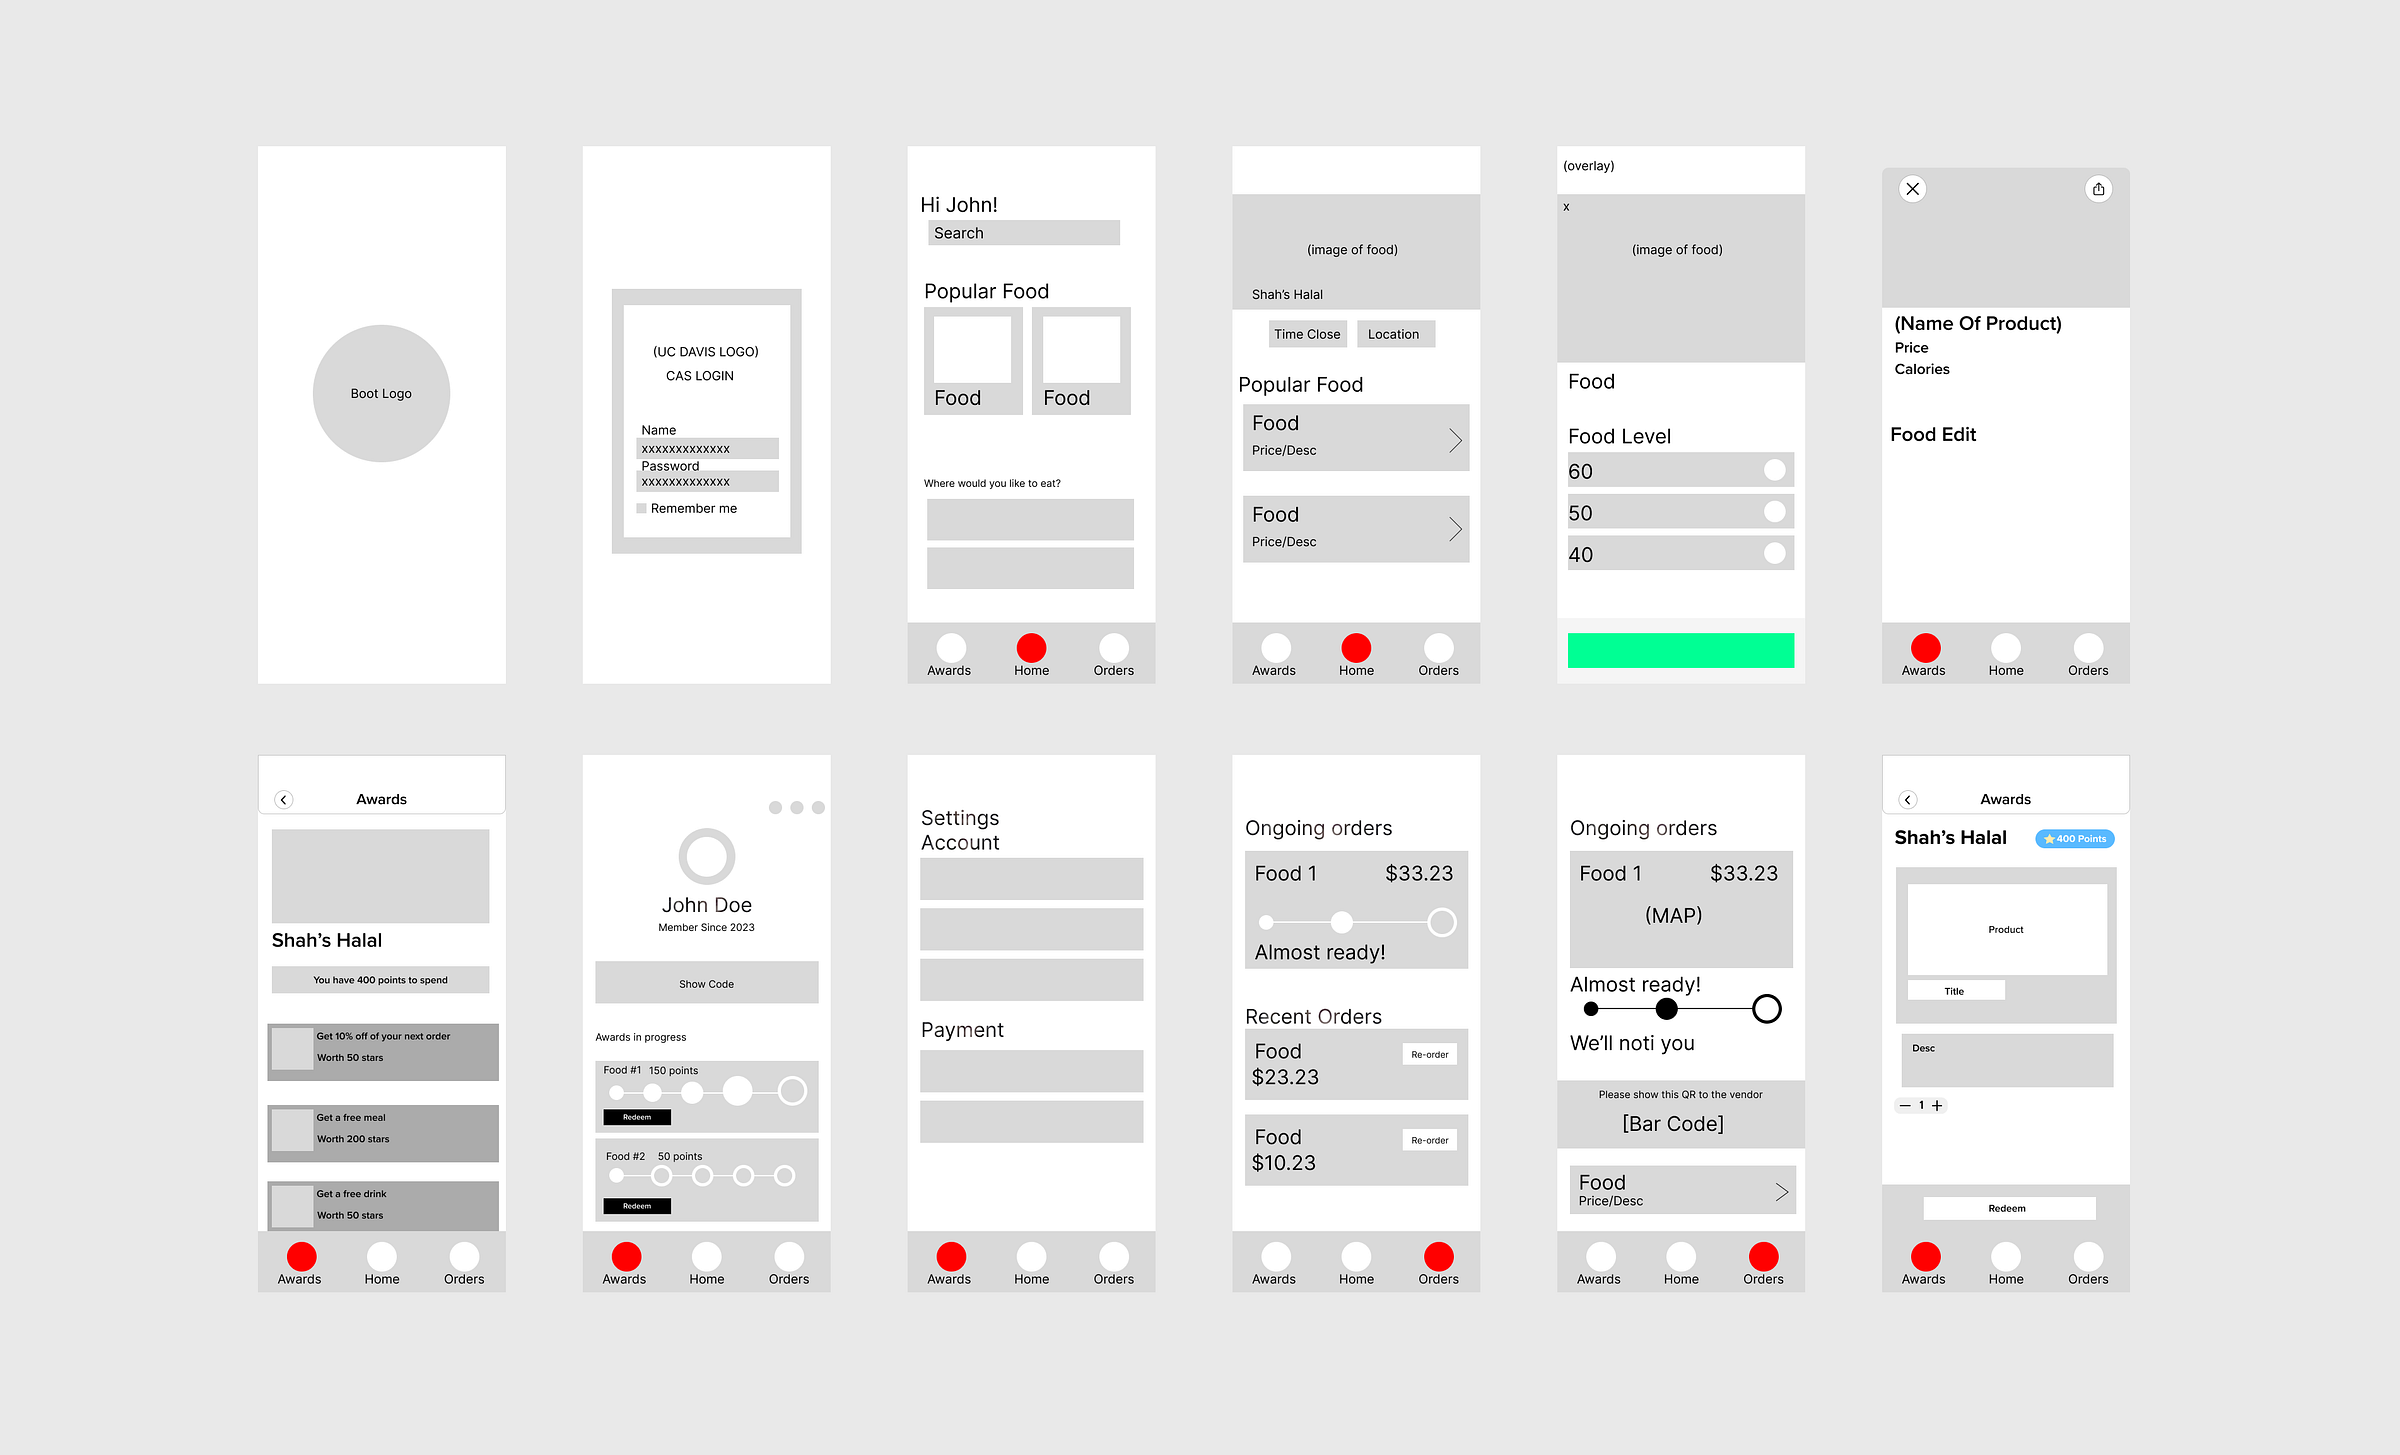 Boot Logo
(UC DAVIS LOGO)
CAS LOGIN
Name
xxxxxxxxxxxxx
Password
xxxxxxxxxxxxx
Remember me
Hi John!
Search
Popular Food
Food Food
Where would you like to eat?
Awards Home Orders
(image of food)
Shah's Halal
Time Close Location
Popular Food
Food
Price/Desc
Food
Price/Desc
Awards Home Orders
(overlay)
x
(image of food)
Food
Food Level
60
50
40
(Name Of Product)
Price
Calories
Food Edit
Awards Home Orders
Awards
Shah's Halal
You have 400 points to spend
Get 10% off of your next order
Worth 50 stars
Get a free meal
Worth 200 stars
Get a free drink
Worth 50 stars
Awards Home Orders
John Doe
Member Since 2023
Show Code
Awards in progress
Food #1 150 points
Redeem
Food #2 50 points
Redeem
Awards Home Orders
Settings
Account
Payment
Awards Home Orders
Ongoing orders
Food 1 $33.23
Almost ready!
Recent Orders
Food
Re-order
$23.23
Food
Re-order
$10.23
Awards Home Orders
Ongoing orders
Food 1 $33.23
(MAP)
Almost ready!
We'll noti you
Please show this QR to the vendor
[Bar Code]
Food
Price/Desc
Awards Home Orders
Awards
Shah's Halal
400 Points
Product
Title
Desc
1
Redeem
Awards Home Orders